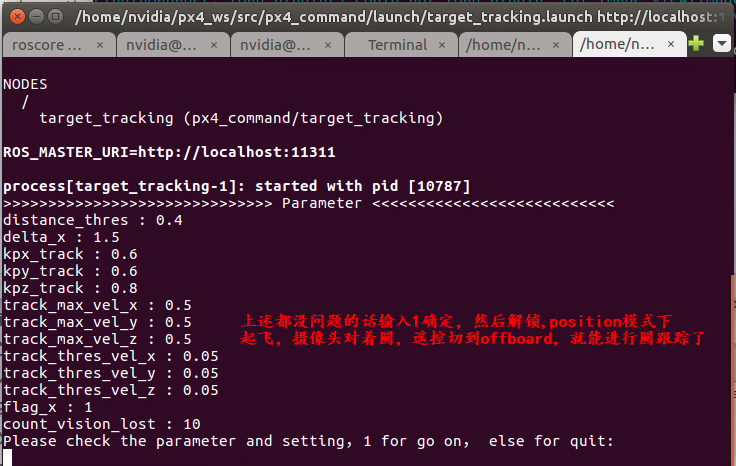 /home/nvidia/px4_ws/src/px4_command/launch/target_tracking.launch http://localhost:1
roscore ... × nvidia@... × nvidia@... × Terminal × /home/n... × /home/n... ×
NODES
/
target_tracking (px4_command/target_tracking)
ROS_MASTER_URI=http://localhost:11311
process[target_tracking-1]: started with pid [10787]
>>>>>>>>>>>>>>>>>>>>>>>>>>>>>> Parameter <<<<<<<<<<<<<<<<<<<<<<<<<<<
distance_thres : 0.4
delta_x : 1.5
kpx_track : 0.6
kpy_track : 0.6
kpz_track : 0.8
track_max_vel_x : 0.5
track_max_vel_y : 0.5 上述都没问题的话输入1确定，然后解锁,position模式下
track_max_vel_z : 0.5 起飞，摄像头对着圆，遥控切到offboard，就能进行圆跟踪了
track_thres_vel_x : 0.05
track_thres_vel_y : 0.05
track_thres_vel_z : 0.05
flag_x : 1
count_vision_lost : 10
Please check the parameter and setting, 1 for go on,  else for quit: